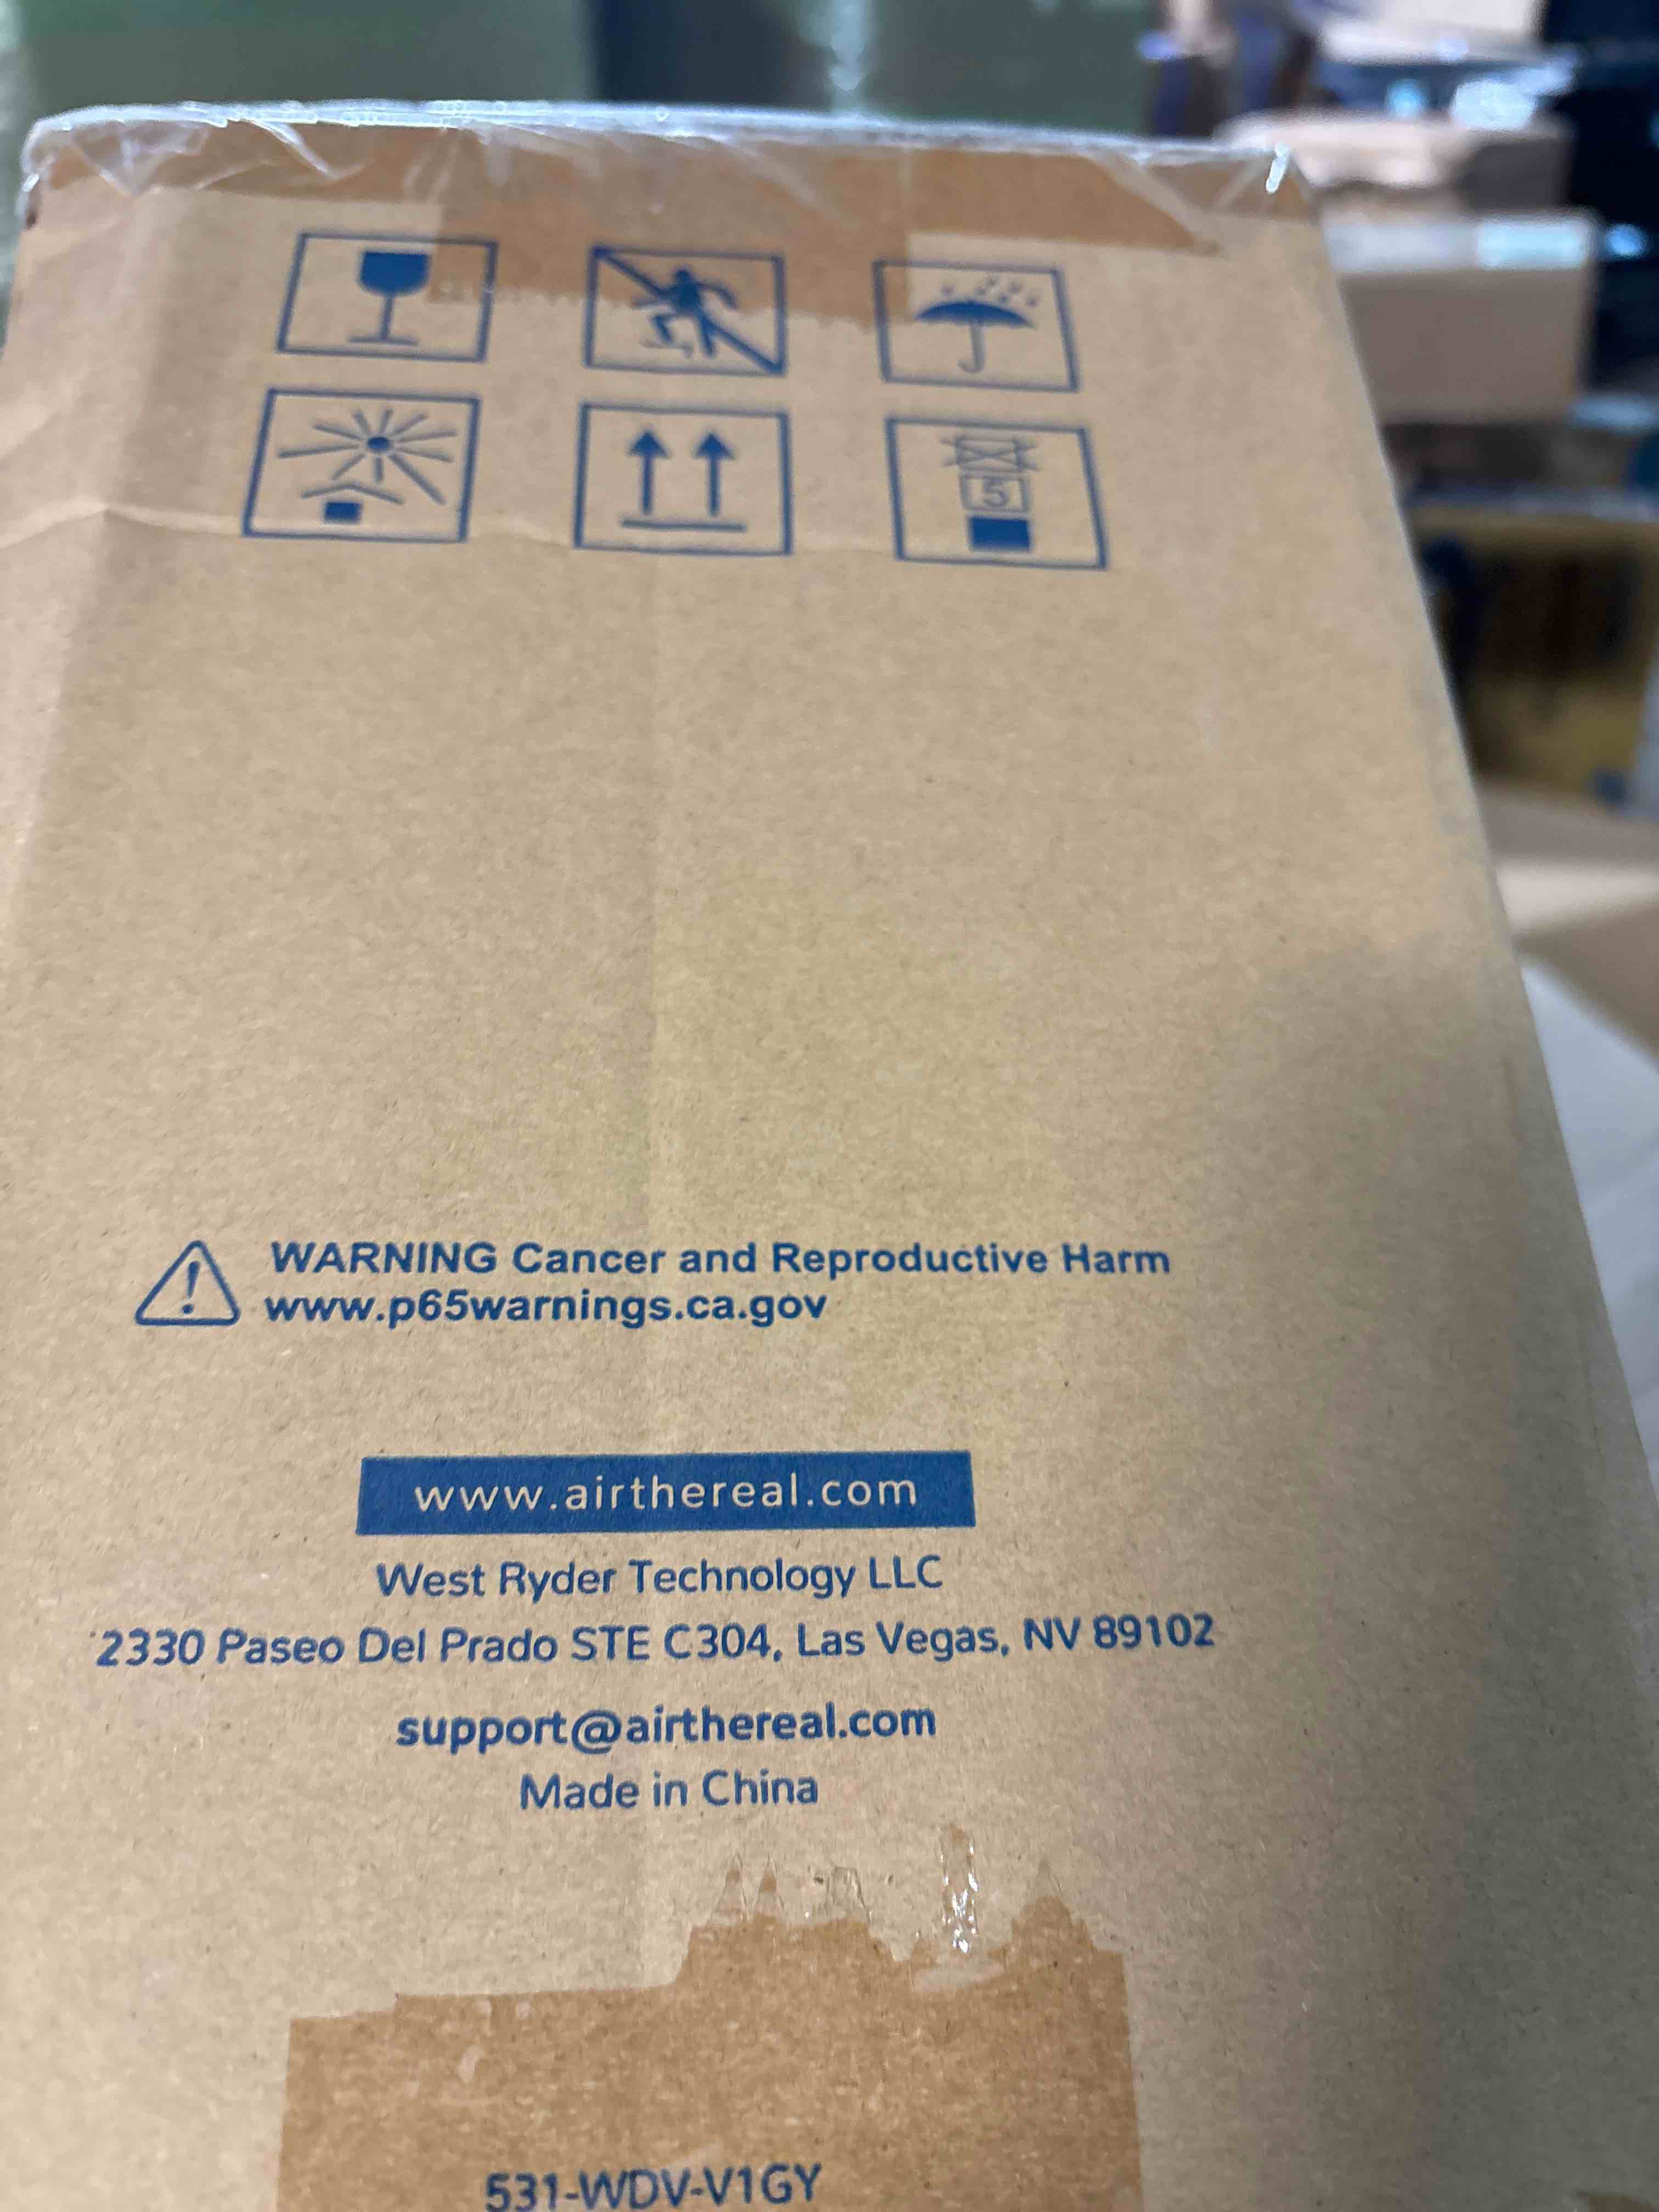 5
WARNING Cancer and Reproductive Harm
www.p65warnings.ca.gov
www.airthereal.com
West Ryder Technology LLC
2330 Paseo Del Prado STE C304, Las Vegas, NV 89102
support@airthereal.com
Made in China
531-WDV-V1GY